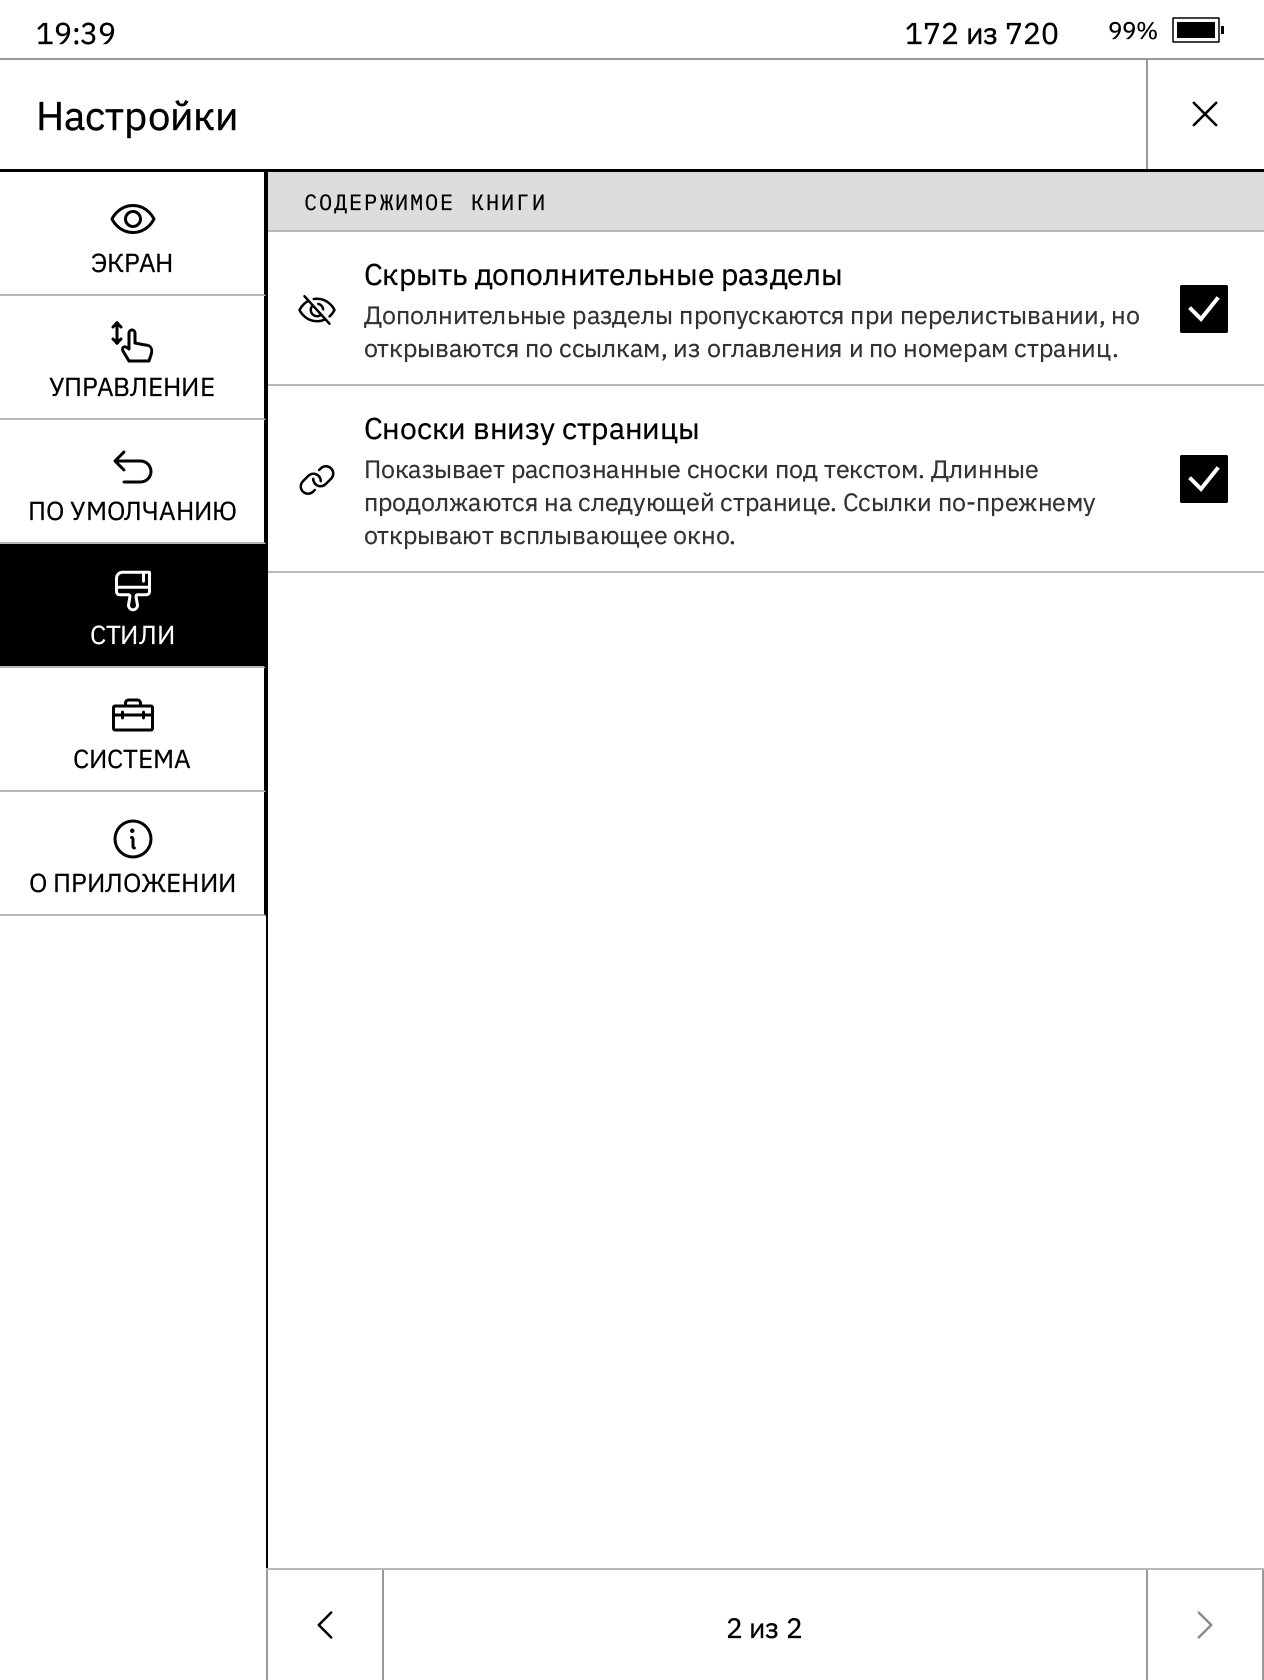 19:39
172 из 720
99%
Настройки
ЭКРАН
УПРАВЛЕНИЕ
ПО УМОЛЧАНИЮ
СТИЛИ
СИСТЕМА
О ПРИЛОЖЕНИИ
СОДЕРЖИМОЕ КНИГИ
Скрыть дополнительные разделы
Дополнительные разделы пропускаются при перелистывании, но
открываются по ссылкам, из оглавления и по номерам страниц.
Сноски внизу страницы
Показывает распознанные сноски под текстом. Длинные
продолжаются на следующей странице. Ссылки по-прежнему
открывают всплывающее окно.
2 из 2